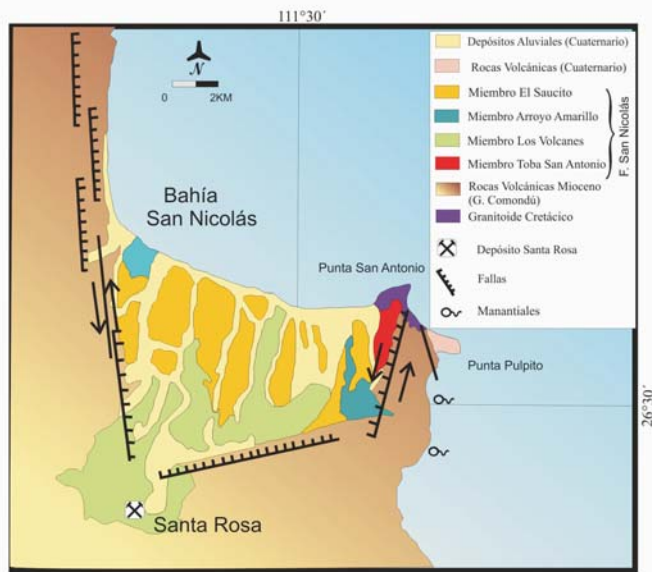 111°30´
N
0 2KM
Bahía
San Nicolás
Punta San Antonio
Punta Pulpito
26°30´
Santa Rosa
Depósitos Aluviales (Cuaternario)
Rocas Volcánicas (Cuaternario)
Miembro El Saucito
Miembro Arroyo Amarillo
Miembro Los Volcanes
Miembro Toba San Antonio
F. San Nicolás
Rocas Volcánicas Mioceno
(G. Comondú)
Granitoide Cretácico
Depósito Santa Rosa
Fallas
Manantiales